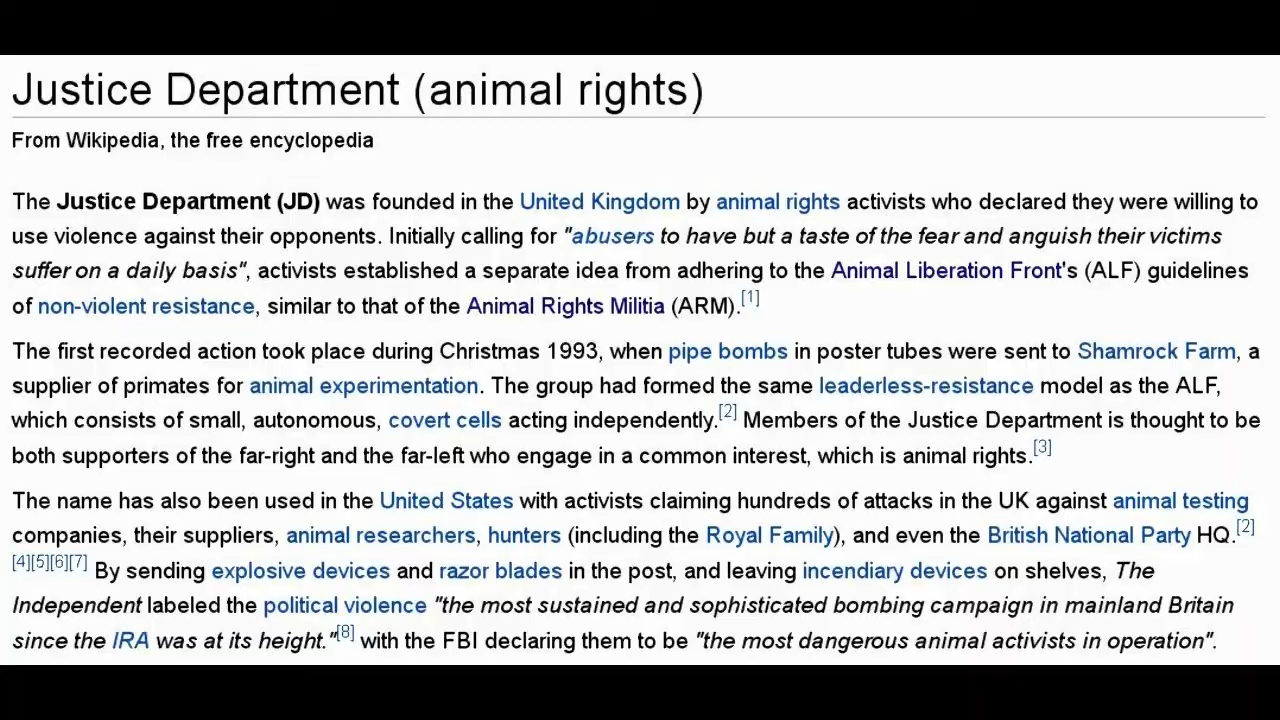 Justice Department (animal rights)
From Wikipedia, the free encyclopedia
The Justice Department (JD) was founded in the United Kingdom by animal rights activists who declared they were willing to
use violence against their opponents. Initially calling for "abusers to have but a taste of the fear and anguish their victims
suffer on a daily basis", activists established a separate idea from adhering to the Animal Liberation Front's (ALF) guidelines
of non-violent resistance, similar to that of the Animal Rights Militia (ARM).[1]
The first recorded action took place during Christmas 1993, when pipe bombs in poster tubes were sent to Shamrock Farm, a
supplier of primates for animal experimentation. The group had formed the same leaderless-resistance model as the ALF,
which consists of small, autonomous, covert cells acting independently.[2] Members of the Justice Department is thought to be
both supporters of the far-right and the far-left who engage in a common interest, which is animal rights.[3]
The name has also been used in the United States with activists claiming hundreds of attacks in the UK against animal testing
companies, their suppliers, animal researchers, hunters (including the Royal Family), and even the British National Party HQ.[2]
[4][5][6][7] By sending explosive devices and razor blades in the post, and leaving incendiary devices on shelves, The
Independent labeled the political violence "the most sustained and sophisticated bombing campaign in mainland Britain
since the IRA was at its height."[8] with the FBI declaring them to be "the most dangerous animal activists in operation".